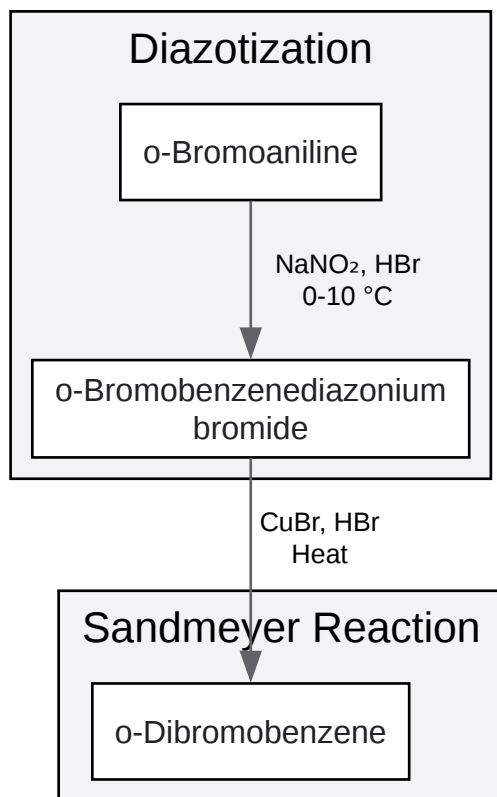 Diazotization
o-Bromoaniline
NaNO₂, HBr
0-10 °C
o-Bromobenzenediazonium
bromide
CuBr, HBr
Heat
Sandmeyer Reaction
o-Dibromobenzene